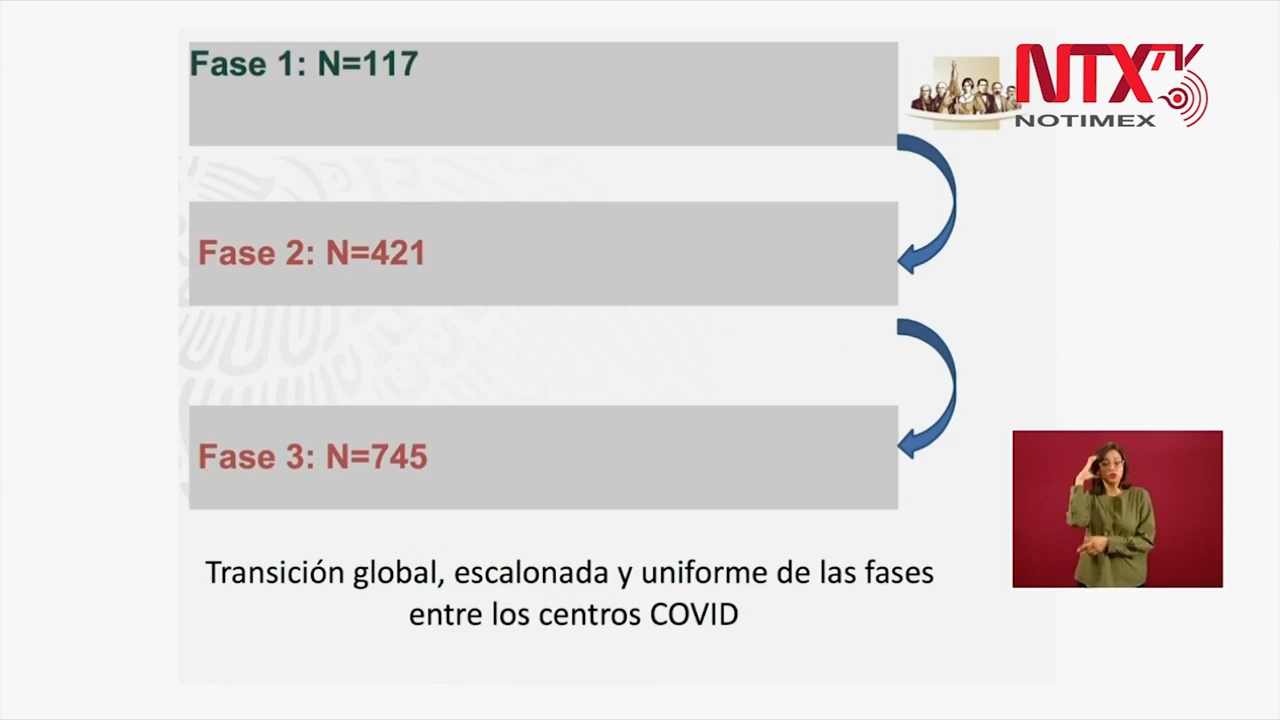 Fase 1: N=117
NTX TV
NOTIMEX
Fase 2: N=421
Fase 3: N=745
Transición global, escalonada y uniforme de las fases
entre los centros COVID